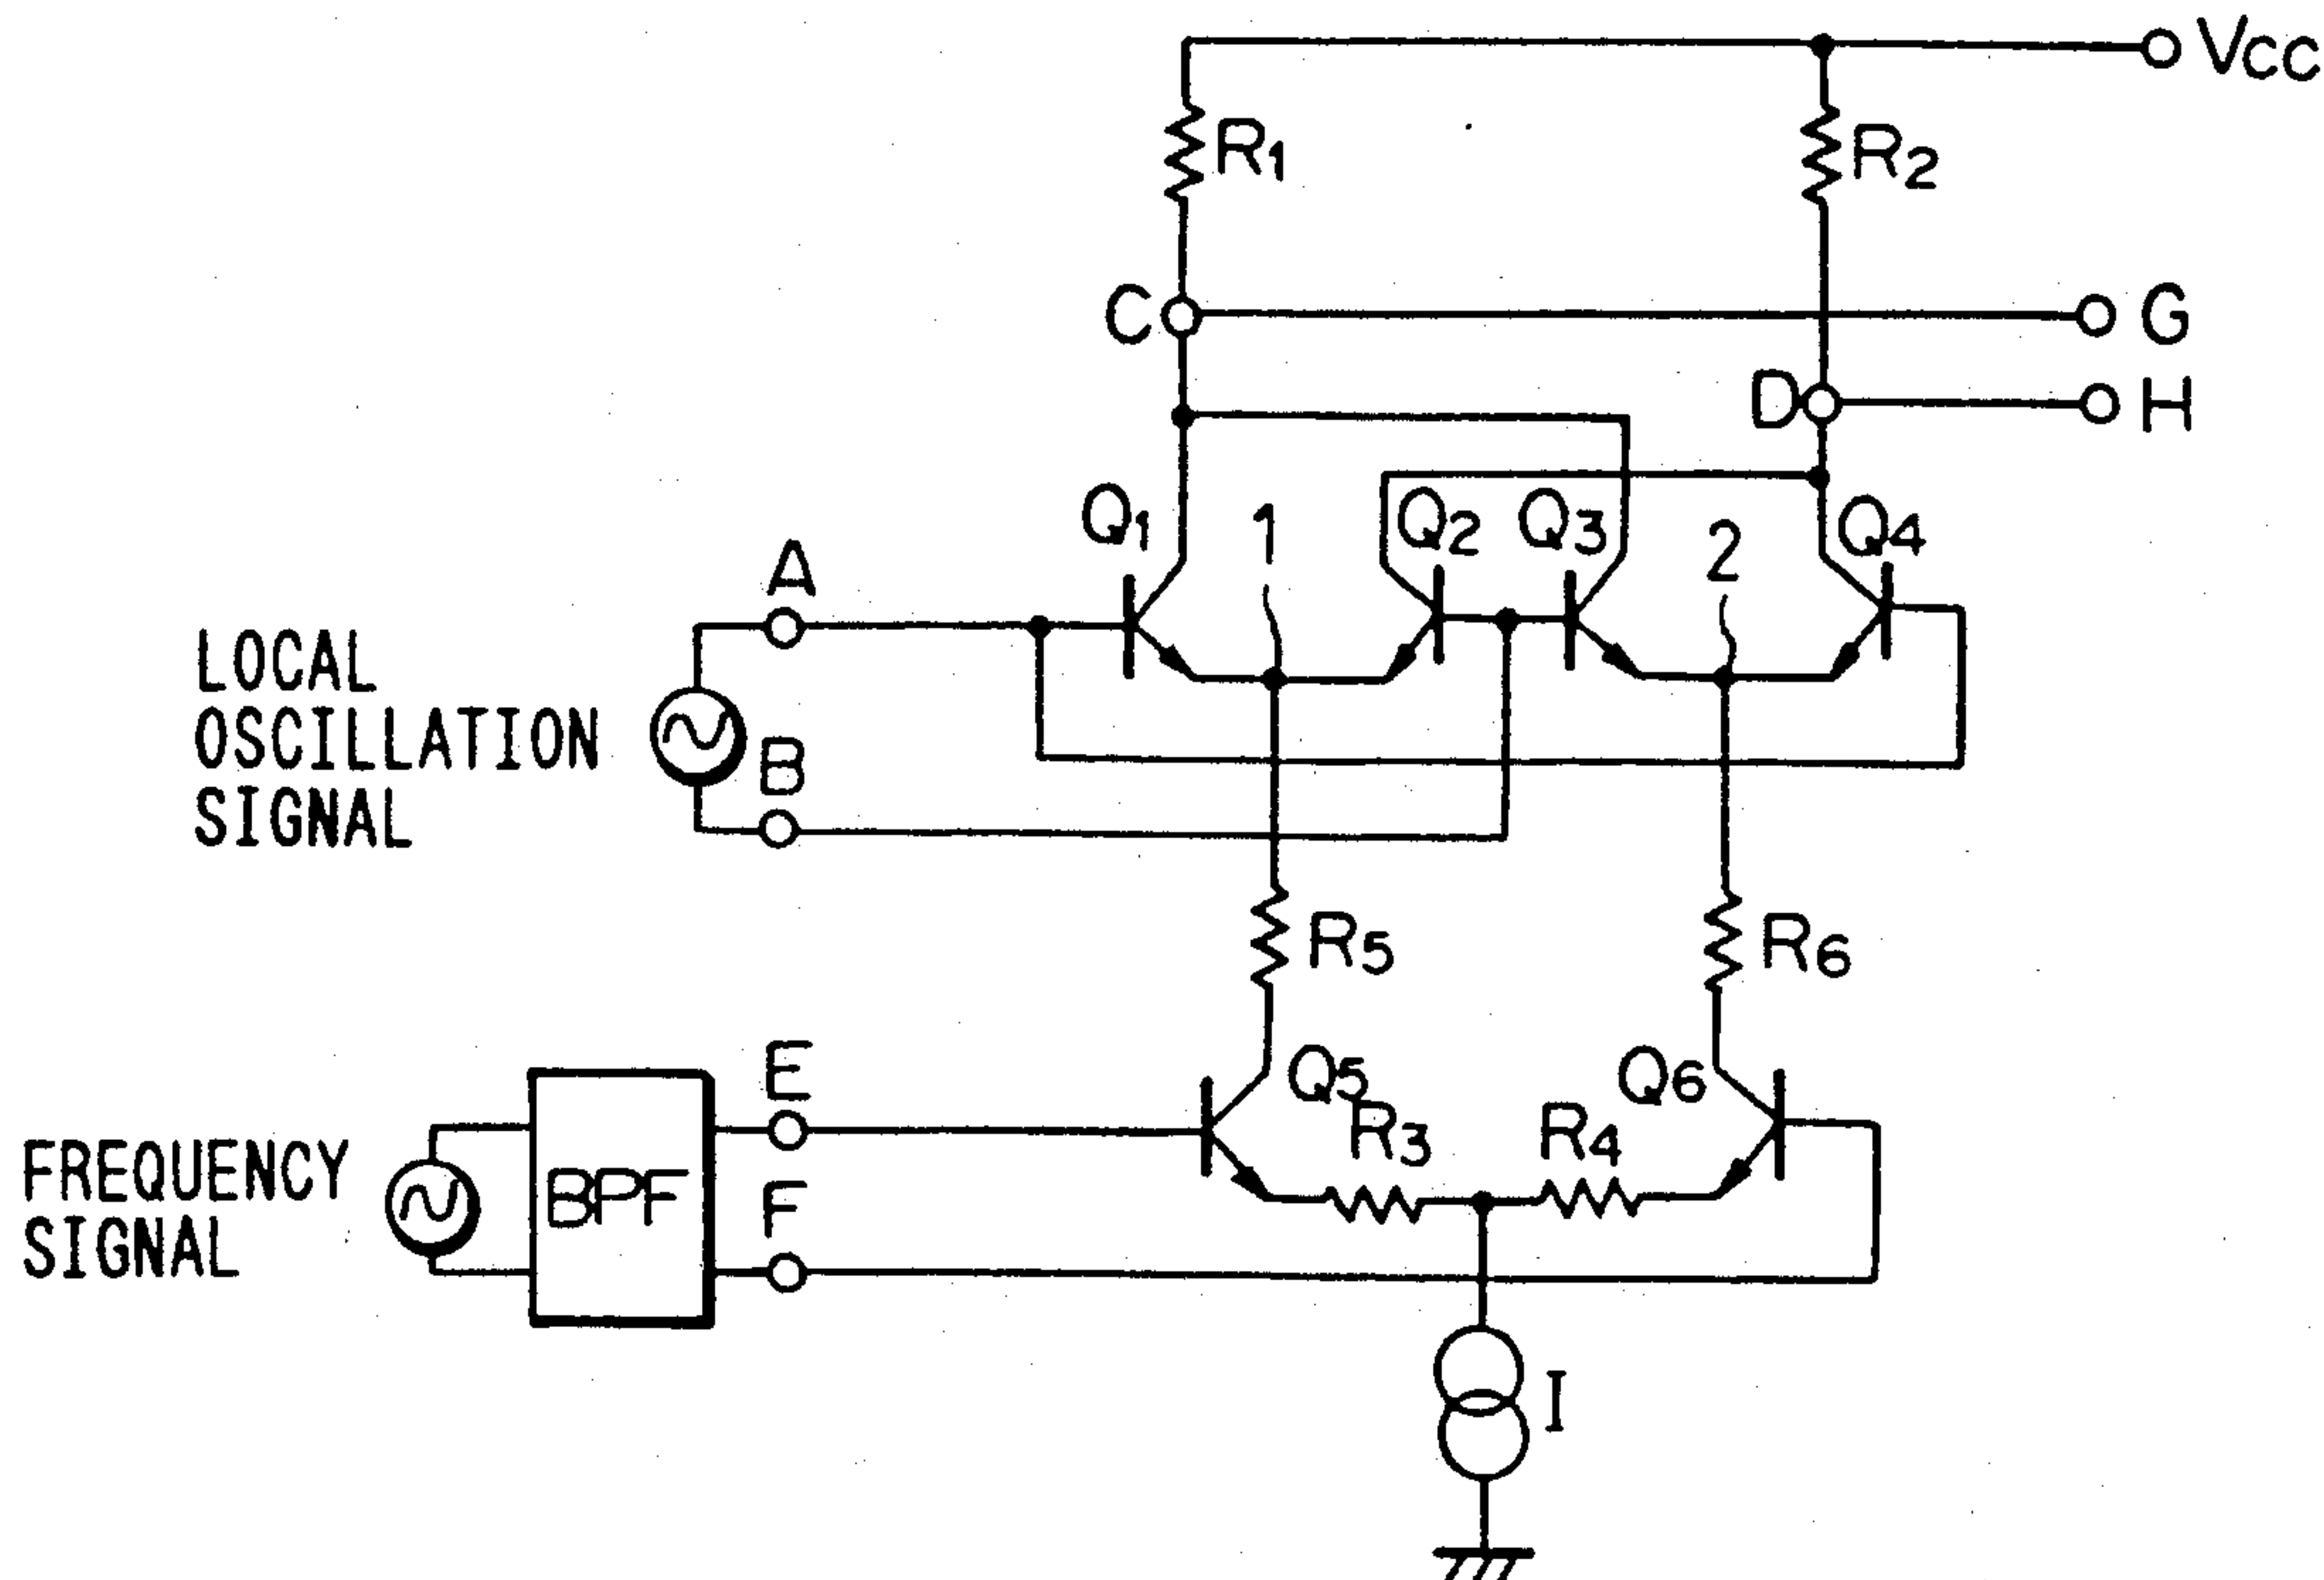 VCC
R1
R2
C
G
D
H
Q1
1
Q2
Q3
2
Q4
A
LOCAL
OSCILLATION
SIGNAL
B
R5
R6
E
Q5
Q6
R3
R4
FREQUENCY
SIGNAL
BPF
F
I